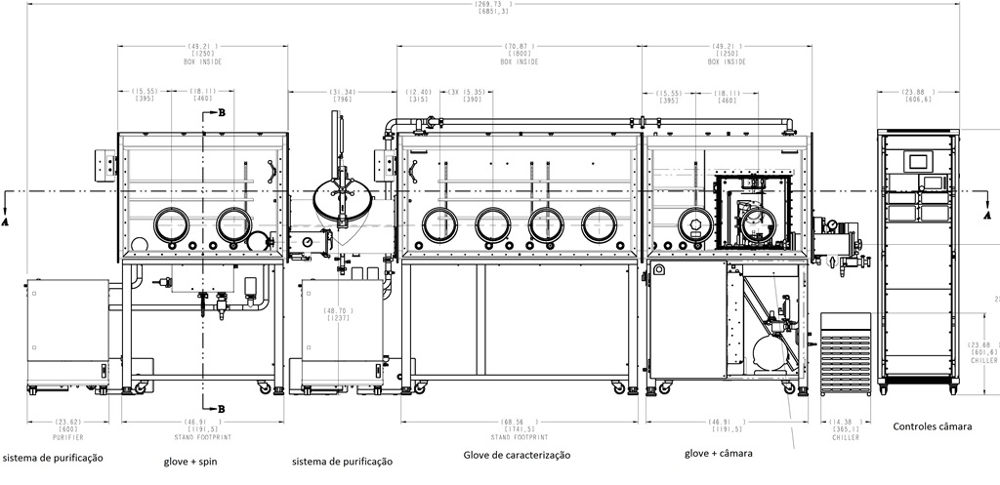 (269.73 )
[6851,3]
(49.21 )
[1250]
BOX INSIDE
(70.87 )
[1800]
BOX INSIDE
(49.21 )
[1250]
BOX INSIDE
(15.55)
[395]
(18.11)
[460]
(31.34)
[796]
(12.40)
[315]
(3X 15.35)
[390]
(15.55)
[395]
(18.11)
[460]
(23.88 )
[606,6]
B
A
A
(48.70 )
[1237]
(23.68 )
[601,6]
CHILLER
B
(23.62)
[600]
PURIFIER
(46.91 )
[1191,5]
STAND FOOTPRINT
(68.56 )
[1741,5]
STAND FOOTPRINT
(46.91 )
[1191,5]
(14.38 )
[365,1]
CHILLER
Controles câmara
sistema de purificação
glove + spin
sistema de purificação
Glove de caracterização
glove + câmara